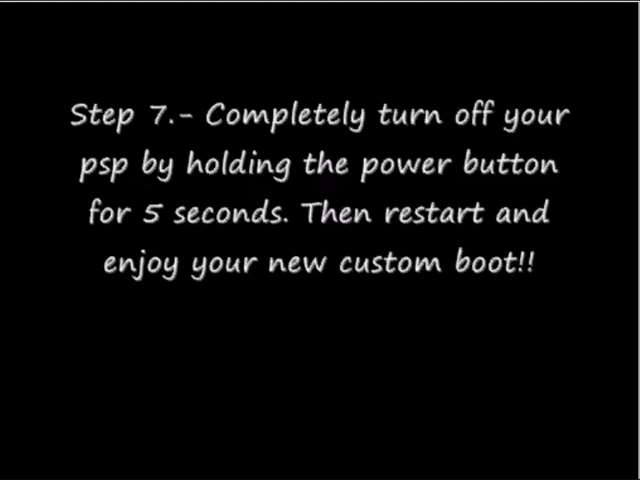 Step 7.- Completely turn off your
psp by holding the power button
for 5 seconds. Then restart and
enjoy your new custom boot!!